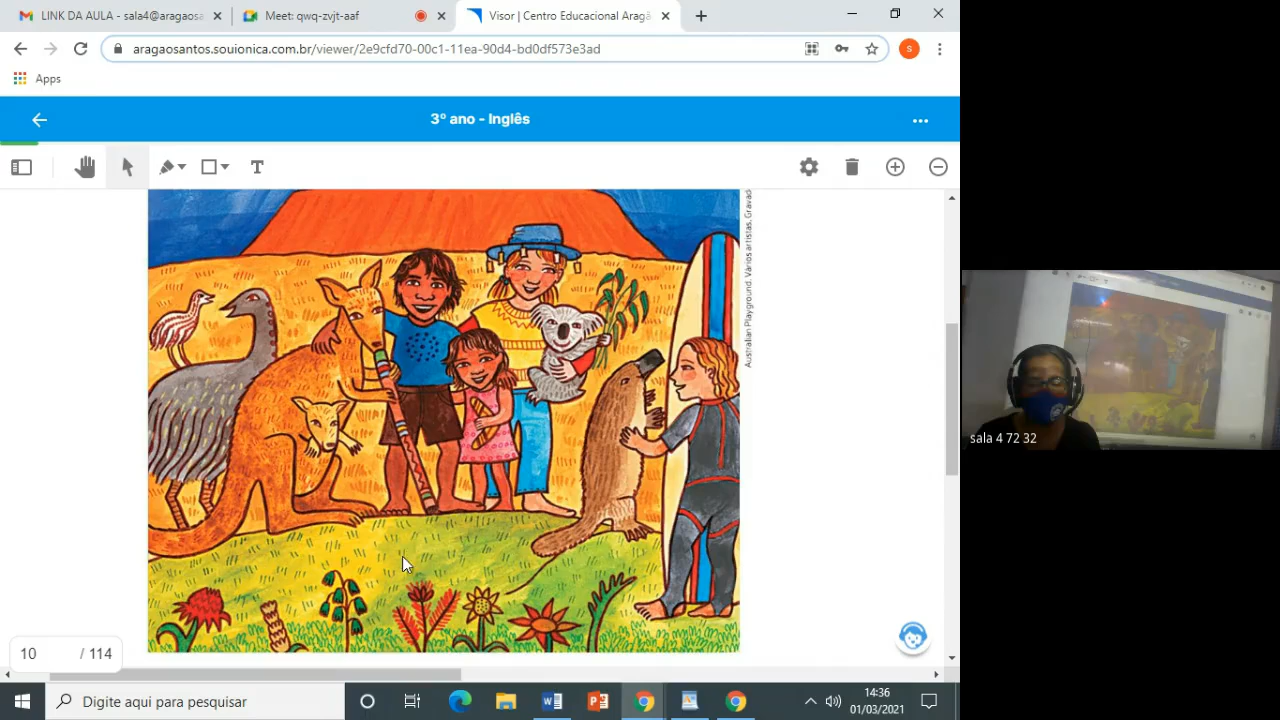 LINK DA AULA - sala4@aragaos
Meet: qwq-zvjt-aaf
Visor | Centro Educacional Aragã
aragaosantos.souionica.com.br/viewer/2e9cfd70-00c1-11ea-90d4-bd0df573e3ad
s
Apps
3º ano - Inglês
T
Australian Playground. Vários artistas. Gravad
sala 4 72 32
10 / 114
Digite aqui para pesquisar
14:36
01/03/2021